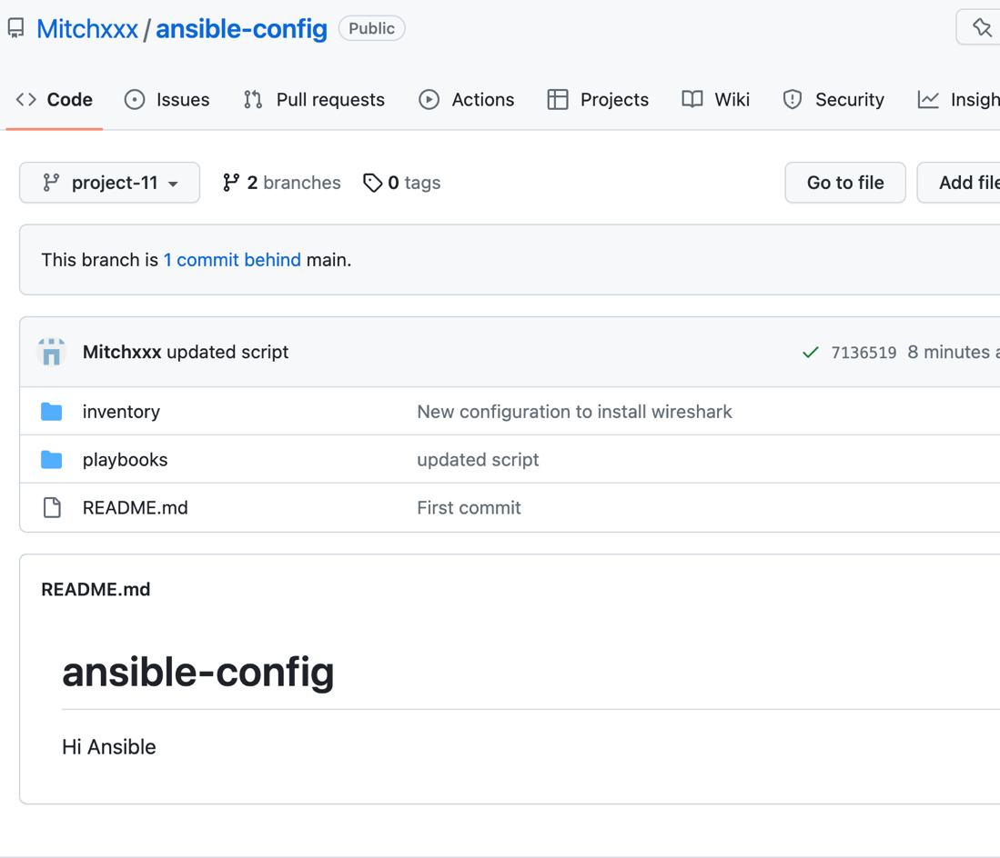 Mitchxxx / ansible-config Public
Code Issues Pull requests Actions Projects Wiki Security Insigh
project-11 2 branches 0 tags Go to file Add file
This branch is 1 commit behind main.
Mitchxxx updated script 7136519 8 minutes a
inventory New configuration to install wireshark
playbooks updated script
README.md First commit
README.md
ansible-config
Hi Ansible